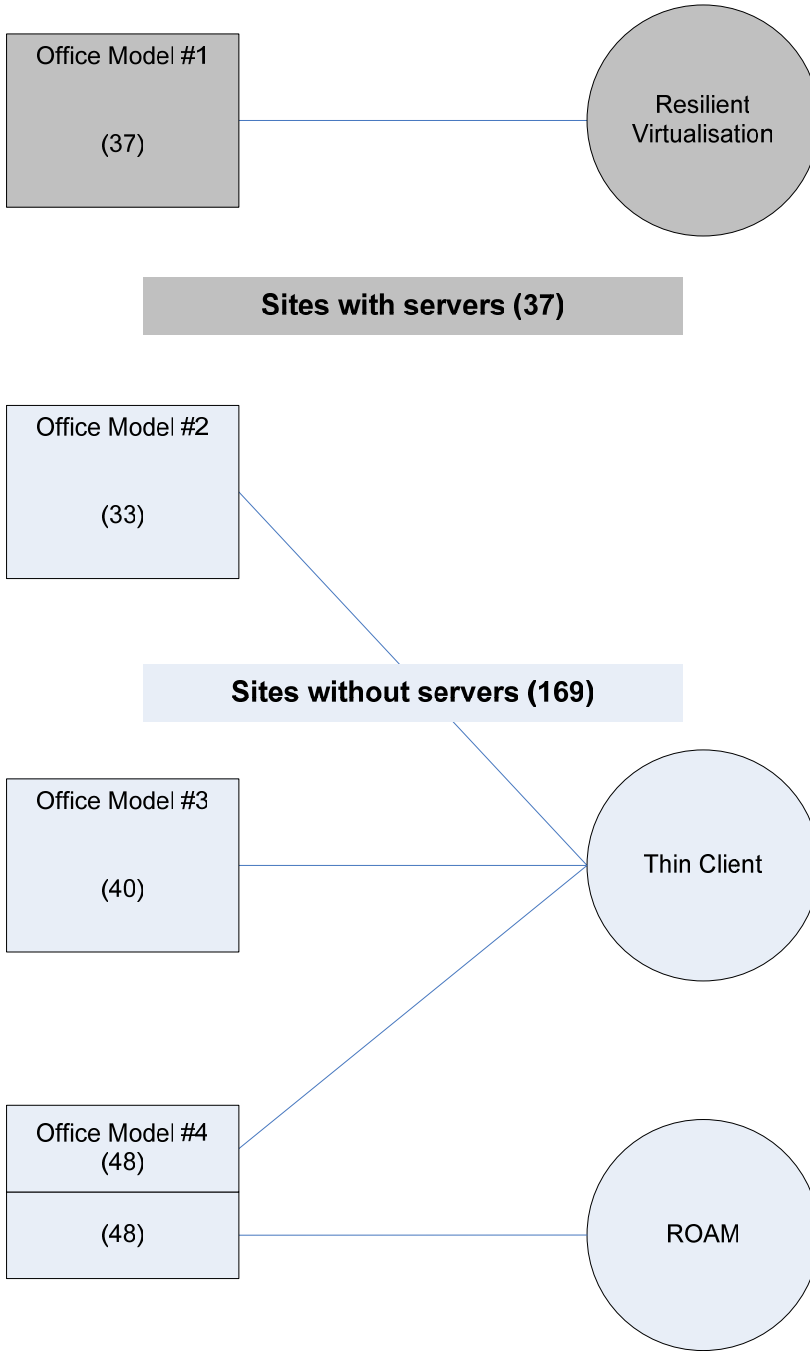 Office Model #1
(37)
Resilient
Virtualisation
Sites with servers (37)
Office Model #2
(33)
Sites without servers (169)
Office Model #3
(40)
Thin Client
Office Model #4
(48)
(48)
ROAM